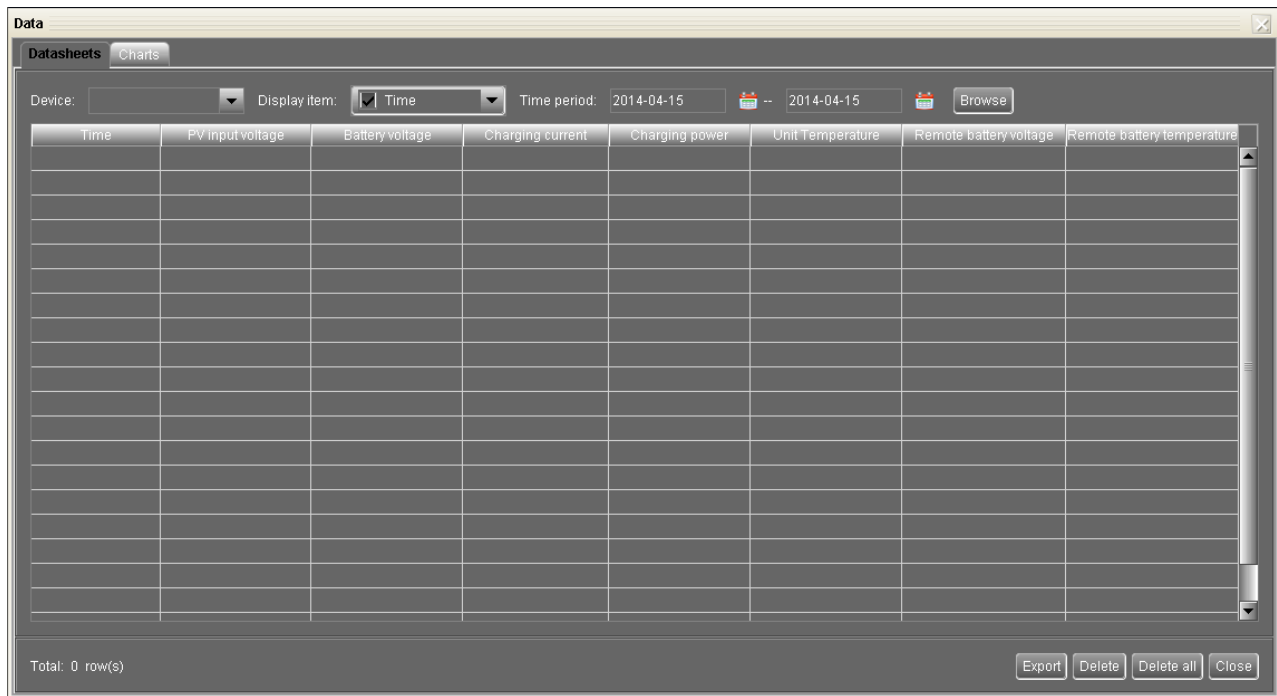 Data
Datasheets Charts
Device: Display item: Time Time period: 2014-04-15 -- 2014-04-15 Browse
Time PV input voltage Battery voltage Charging current Charging power Unit Temperature Remote battery voltage Remote battery temperature
Total: 0 row(s) Export Delete Delete all Close